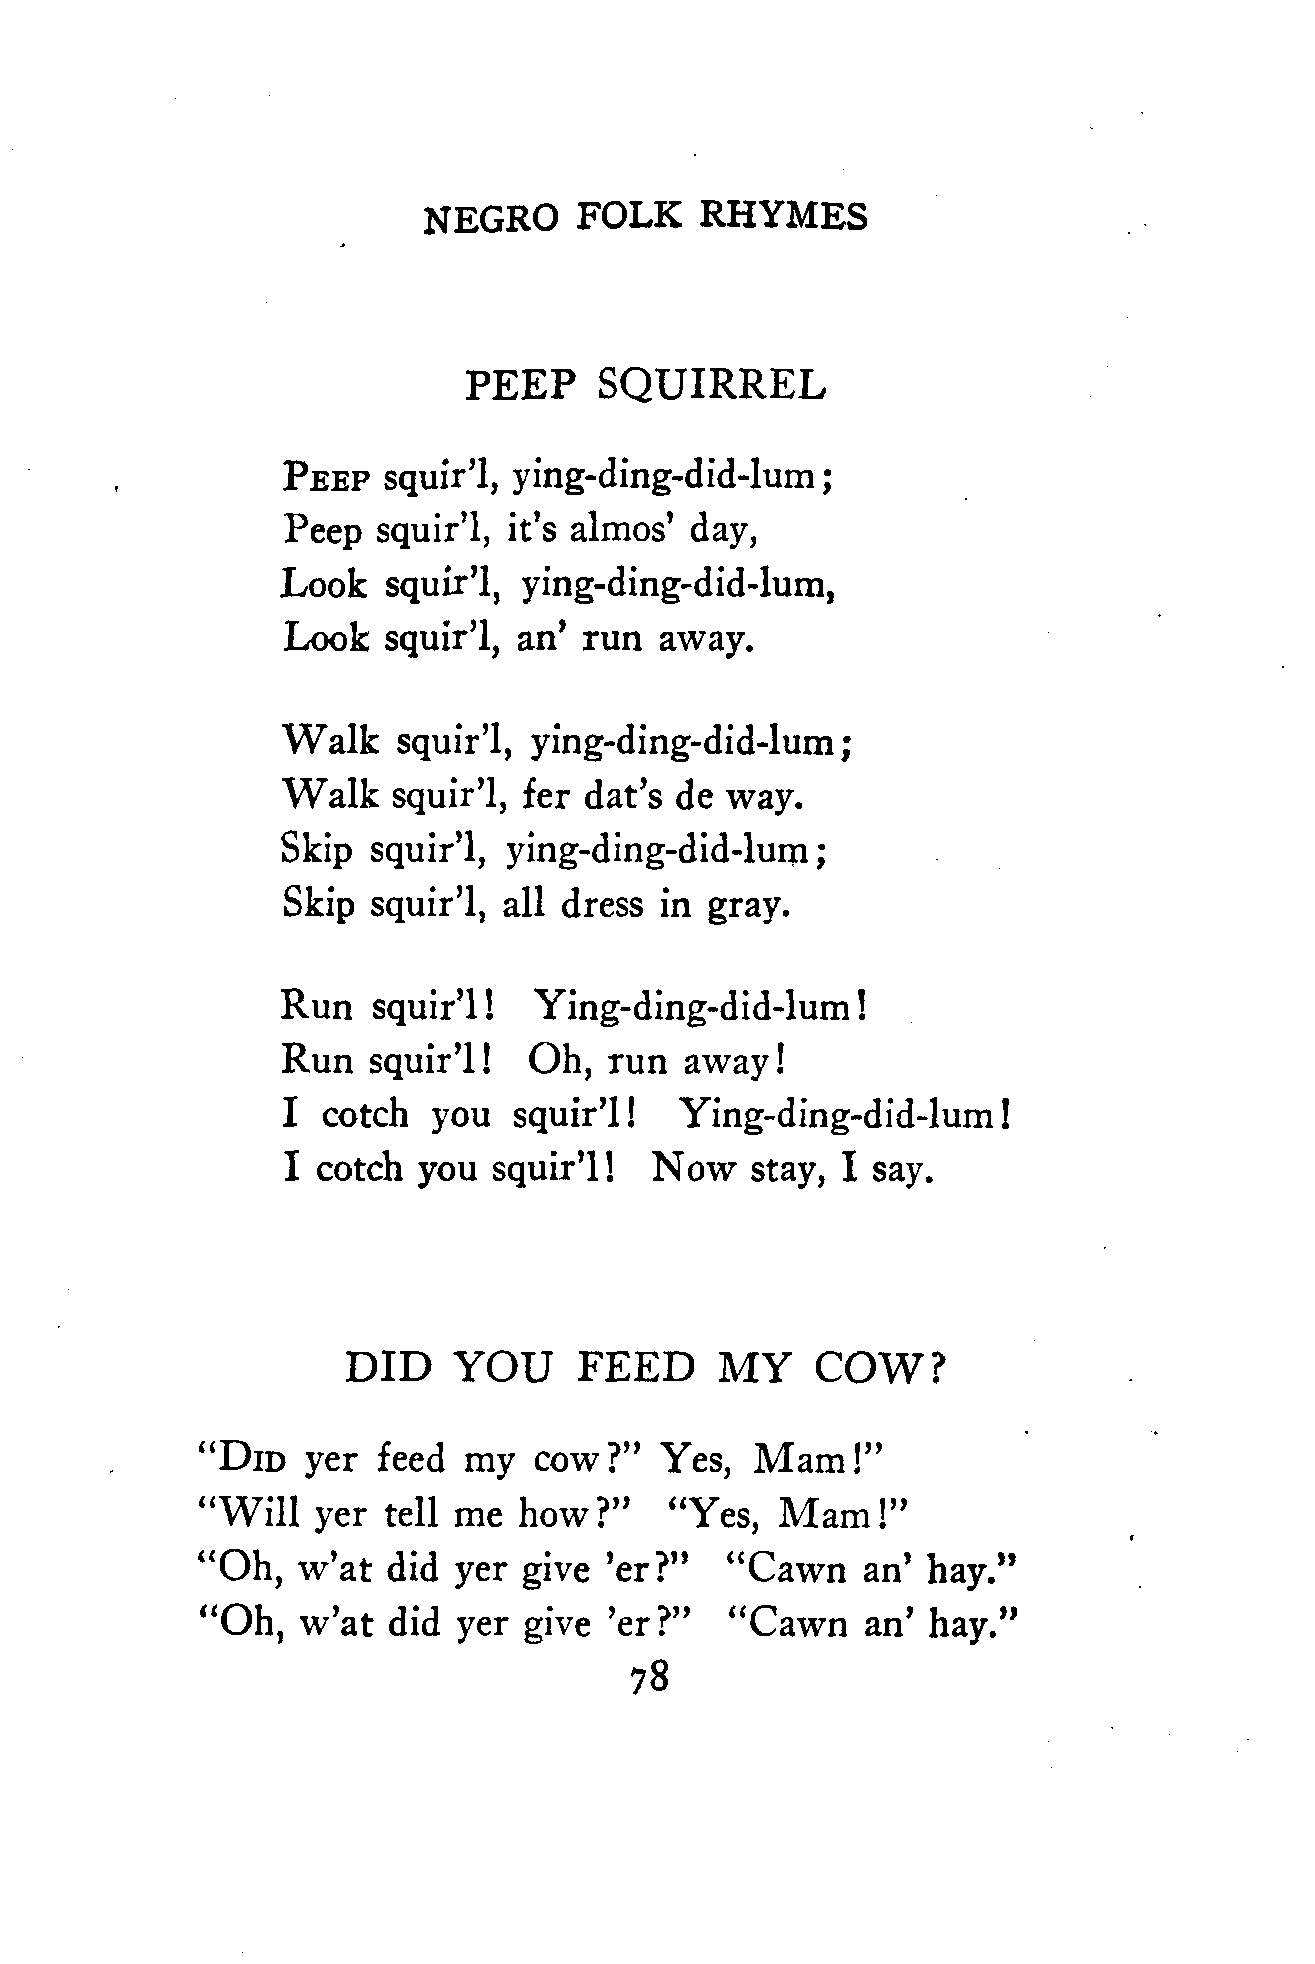 NEGRO FOLK RHYMES
PEEP SQUIRREL
PEEP squir'l, ying-ding-did-lum;
Peep squir'l, it's almos' day,
Look squir'l, ying-ding-did-lum,
Look squir'l, an' run away.
Walk squir'l, ying-ding-did-lum;
Walk squir'l, fer dat's de way.
Skip squir'l, ying-ding-did-lum;
Skip squir'l, all dress in gray.
Run squir'l! Ying-ding-did-lum!
Run squir'l! Oh, run away!
I cotch you squir'l! Ying-ding-did-lum!
I cotch you squir'l! Now stay, I say.
DID YOU FEED MY COW?
“DID yer feed my cow?” Yes, Mam!”
“Will yer tell me how?” “Yes, Mam!”
“Oh, w'at did yer give 'er?” “Cawn an' hay.”
“Oh, w'at did yer give 'er?” “Cawn an' hay.”
78